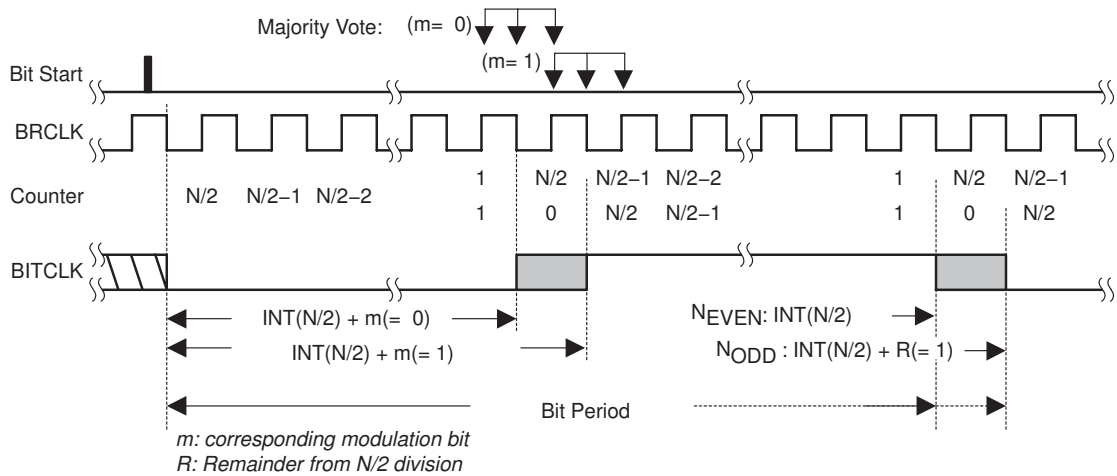 Majority Vote: (m= 0)
(m= 1)
Bit Start
BRCLK
Counter
N/2 N/2−1 N/2−2 1 N/2 N/2−1 N/2−2 1 N/2 N/2−1
1 0 N/2 N/2−1 1 0 N/2
BITCLK
INT(N/2) + m(= 0) NEVEN: INT(N/2)
INT(N/2) + m(= 1) NODD : INT(N/2) + R(= 1)
Bit Period
m: corresponding modulation bit
R: Remainder from N/2 division